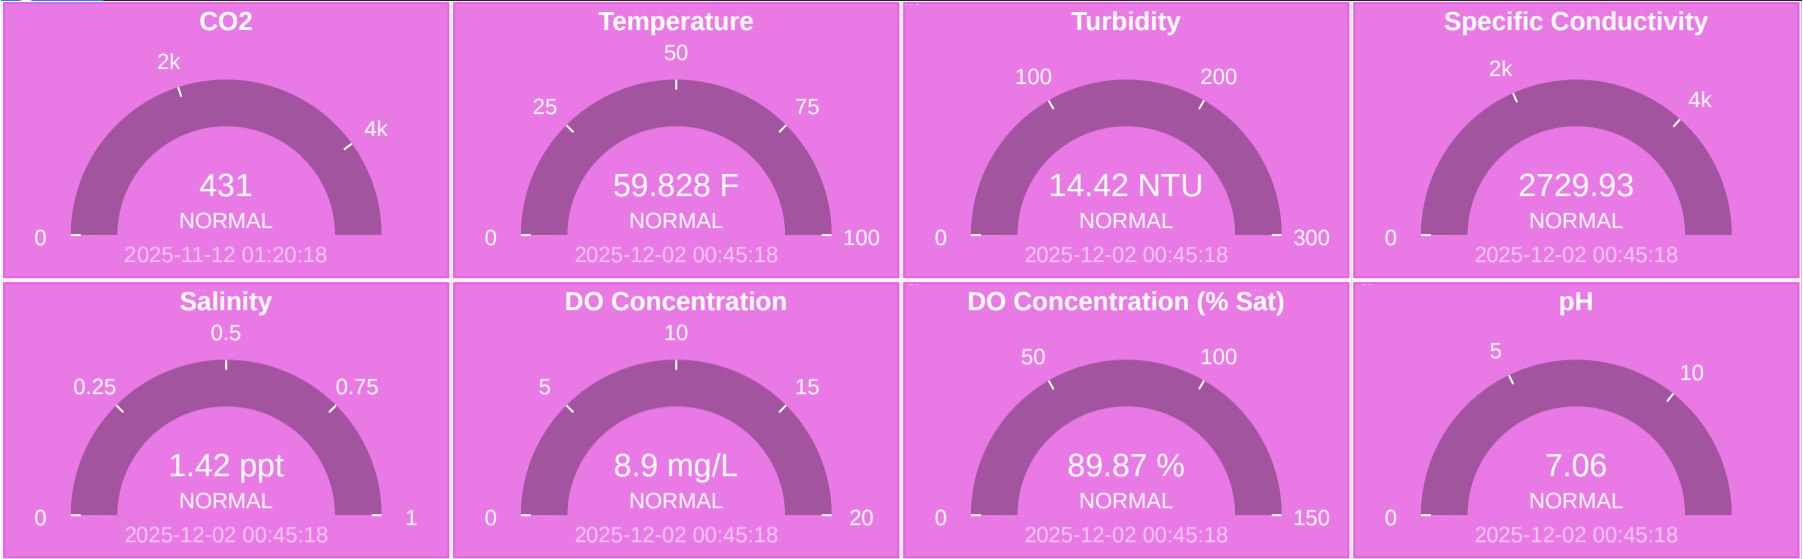 CO2
2k
4k
0
431
NORMAL
2025-11-12 01:20:18
Temperature
50
25
75
0
100
59.828 F
NORMAL
2025-12-02 00:45:18
Turbidity
100
200
0
300
14.42 NTU
NORMAL
2025-12-02 00:45:18
Specific Conductivity
2k
4k
0
2729.93
NORMAL
2025-12-02 00:45:18
Salinity
0.5
0.25
0.75
0
1
1.42 ppt
NORMAL
2025-12-02 00:45:18
DO Concentration
10
5
15
0
20
8.9 mg/L
NORMAL
2025-12-02 00:45:18
DO Concentration (% Sat)
50
100
0
150
89.87 %
NORMAL
2025-12-02 00:45:18
pH
5
10
0
7.06
NORMAL
2025-12-02 00:45:18